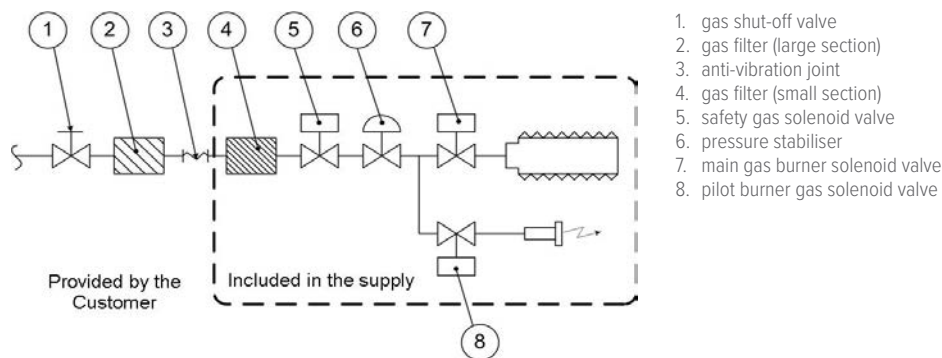 1 2 3 4 5 6 7
8
Provided by the
Customer
Included in the supply
1. gas shut-off valve
2. gas filter (large section)
3. anti-vibration joint
4. gas filter (small section)
5. safety gas solenoid valve
6. pressure stabiliser
7. main gas burner solenoid valve
8. pilot burner gas solenoid valve